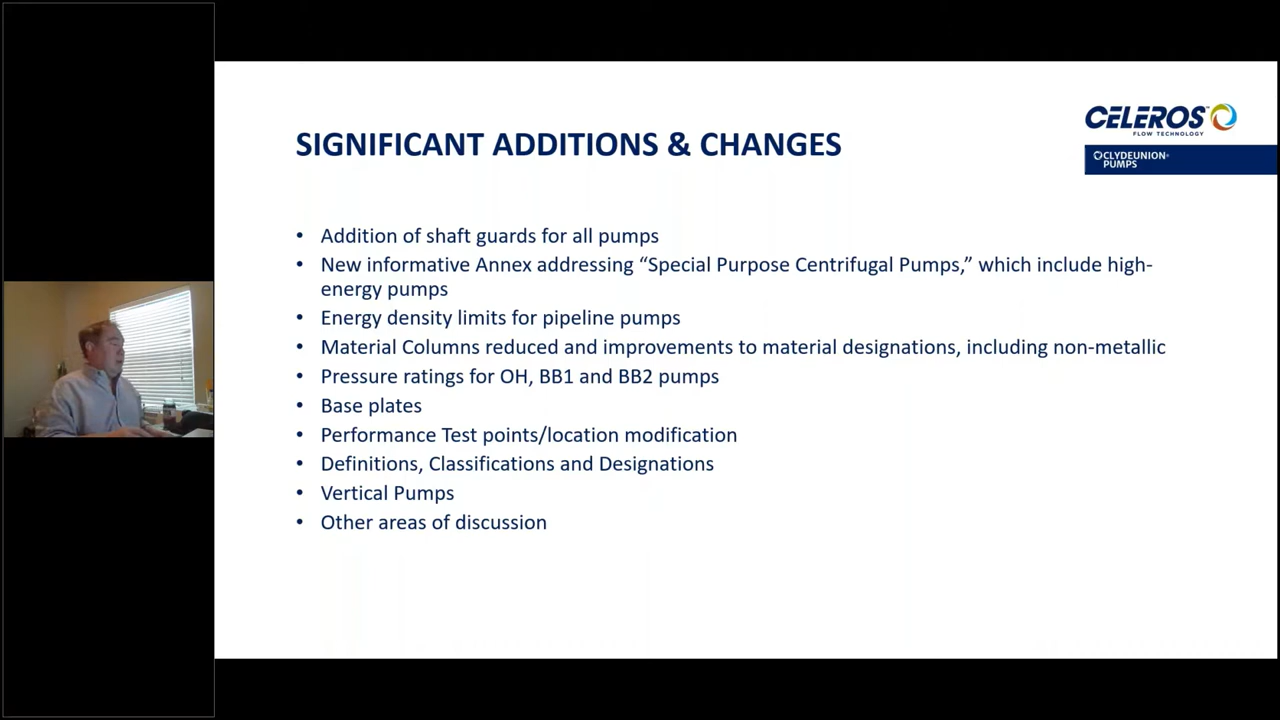 SIGNIFICANT ADDITIONS & CHANGES
CELEROS™
FLOW TECHNOLOGY
CLYDEUNION®
PUMPS
• Addition of shaft guards for all pumps
• New informative Annex addressing “Special Purpose Centrifugal Pumps,” which include high-
energy pumps
• Energy density limits for pipeline pumps
• Material Columns reduced and improvements to material designations, including non-metallic
• Pressure ratings for OH, BB1 and BB2 pumps
• Base plates
• Performance Test points/location modification
• Definitions, Classifications and Designations
• Vertical Pumps
• Other areas of discussion